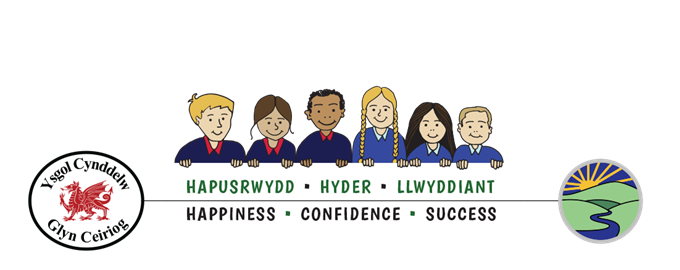 HAPUSRWYDD ▪ HYDER ▪ LLWYDDIANT
Ysgol Cynddelw
Glyn Ceiriog
HAPPINESS ▪ CONFIDENCE ▪ SUCCESS